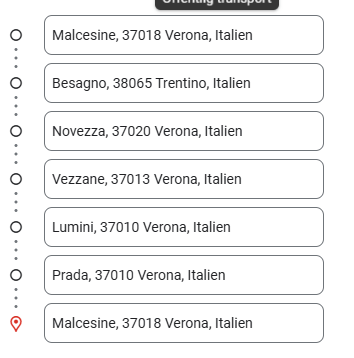 Offentlig transport
Malcesine, 37018 Verona, Italien
Besagno, 38065 Trentino, Italien
Novezza, 37020 Verona, Italien
Vezzane, 37013 Verona, Italien
Lumini, 37010 Verona, Italien
Prada, 37010 Verona, Italien
Malcesine, 37018 Verona, Italien